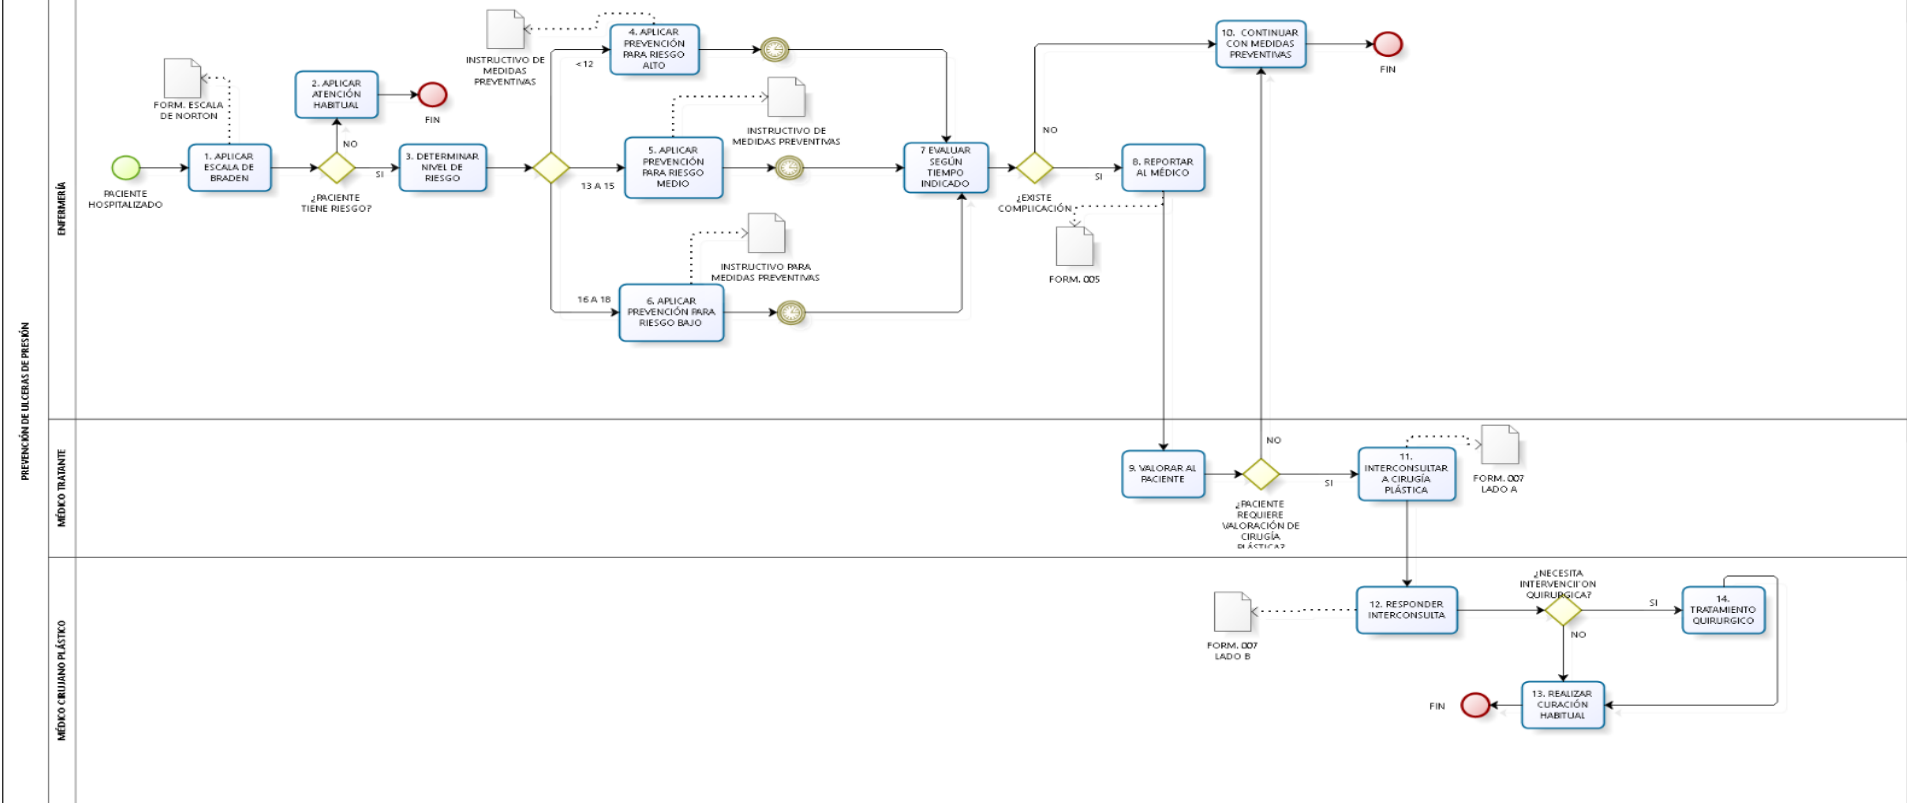 PREVENCIÓN DE ULCERAS DE PRESIÓN
ENFERMERÍA
PACIENTE
HOSPITALIZADO
FORM. ESCALA
DE NORTON
1. APLICAR
ESCALA DE
BRADEN
¿PACIENTE
TIENE RIESGO?
NO
SI
2. APLICAR
ATENCIÓN
HABITUAL
FIN
3. DETERMINAR
NIVEL DE
RIESGO
<12
13 A 15
16 A 18
INSTRUCTIVO DE
MEDIDAS
PREVENTIVAS
4. APLICAR
PREVENCIÓN
PARA RIESGO
ALTO
INSTRUCTIVO DE
MEDIDAS PREVENTIVAS
5. APLICAR
PREVENCIÓN
PARA RIESGO
MEDIO
INSTRUCTIVO PARA
MEDIDAS PREVENTIVAS
6. APLICAR
PREVENCIÓN PARA
RIESGO BAJO
7 EVALUAR
SEGÚN
TIEMPO
INDICADO
¿EXISTE
COMPLICACIÓN
NO
SI
8. REPORTAR
AL MÉDICO
FORM. 005
10. CONTINUAR
CON MEDIDAS
PREVENTIVAS
FIN
MÉDICO TRATANTE
9. VALORAR AL
PACIENTE
NO
SI
¿PACIENTE
REQUIERE
VALORACIÓN DE
CIRUGÍA
PLÁSTICA?
11.
INTERCONSULTAR
A CIRUGÍA
PLÁSTICA
FORM. 007
LADO A
MÉDICO CIRUJANO PLÁSTICO
FORM. 007
LADO B
12. RESPONDER
INTERCONSULTA
¿NECESITA
INTERVENCII'ON
QUIRURGICA?
SI
NO
14.
TRATAMIENTO
QUIRURGICO
13. REALIZAR
CURACIÓN
HABITUAL
FIN